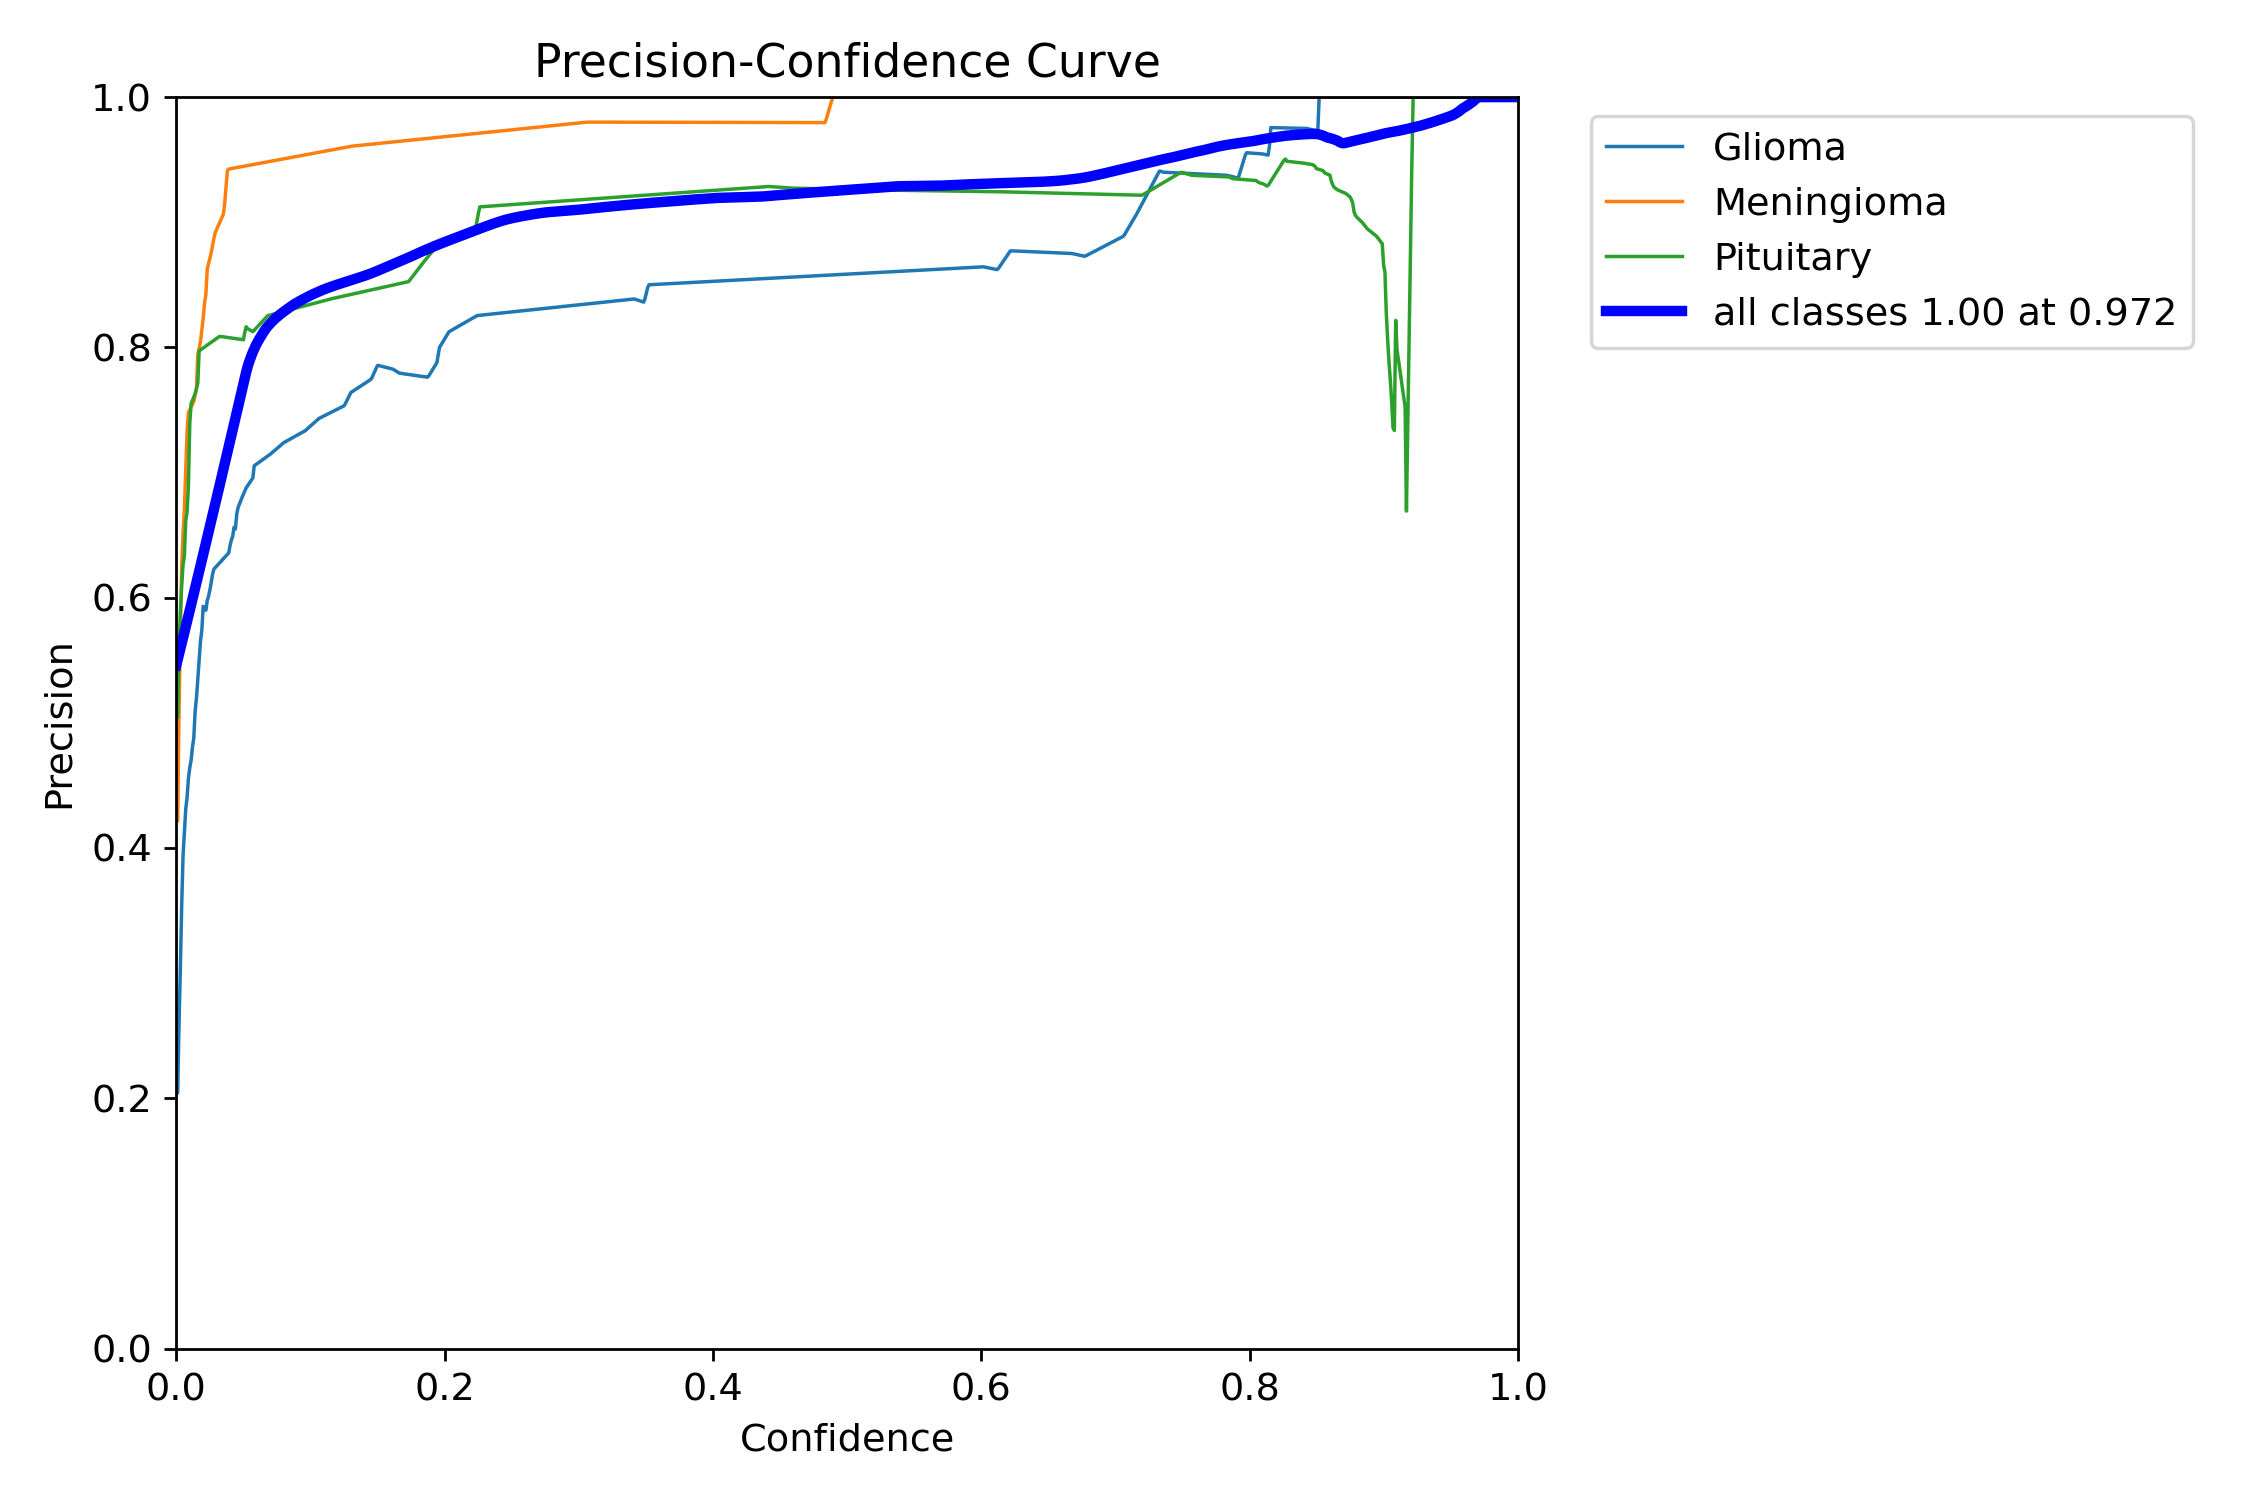 Precision-Confidence Curve
1.0
0.8
0.6
0.4
0.2
0.0
Precision
0.0 0.2 0.4 0.6 0.8 1.0
Confidence
Glioma
Meningioma
Pituitary
all classes 1.00 at 0.972